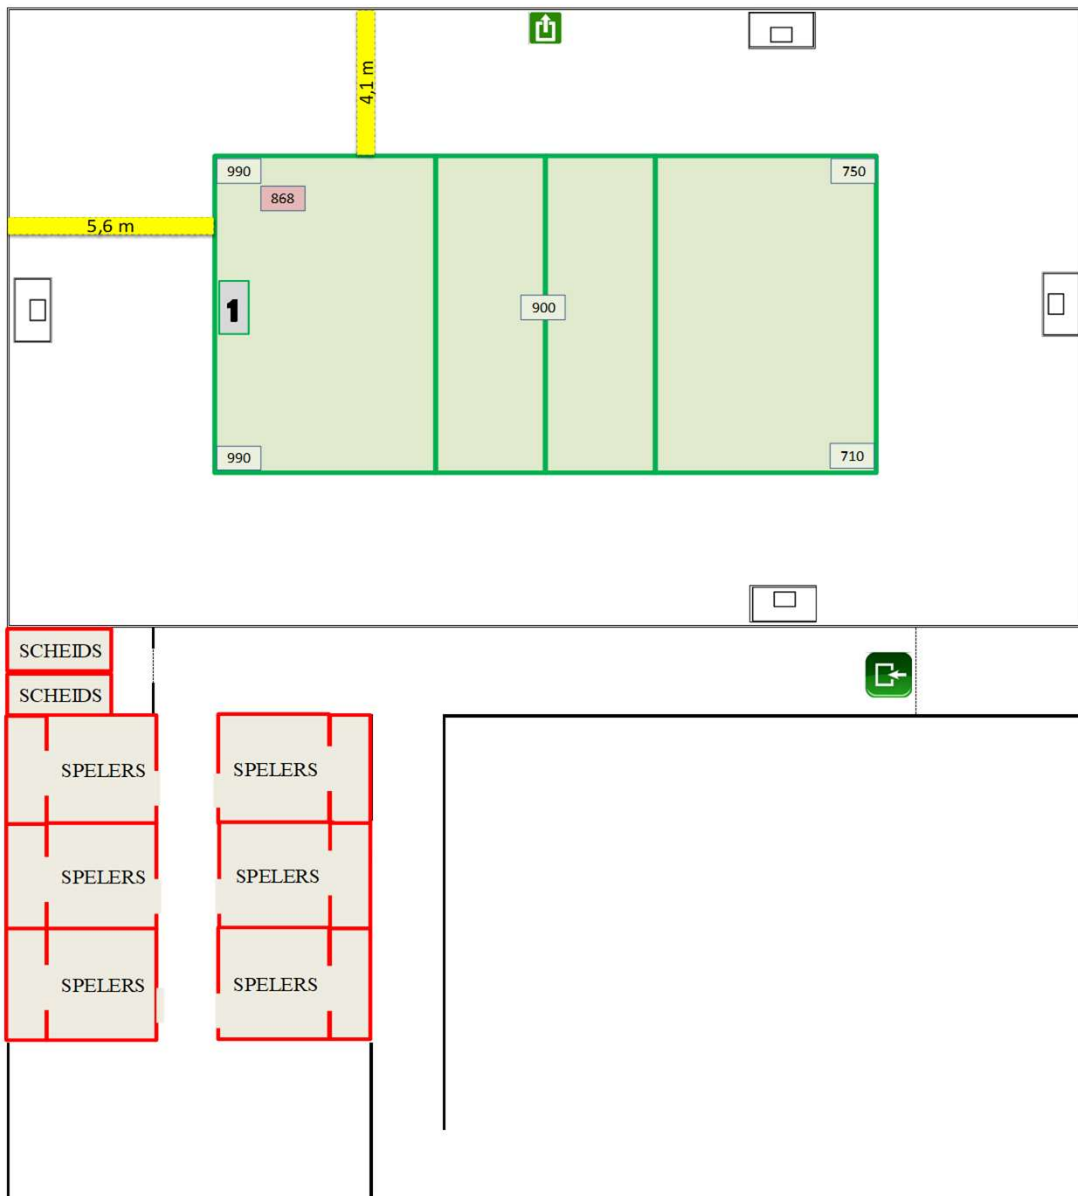 4,1 m
990
750
868
5,6 m
1
900
990
710
SCHEIDS
SCHEIDS
SPELERS
SPELERS
SPELERS
SPELERS
SPELERS
SPELERS